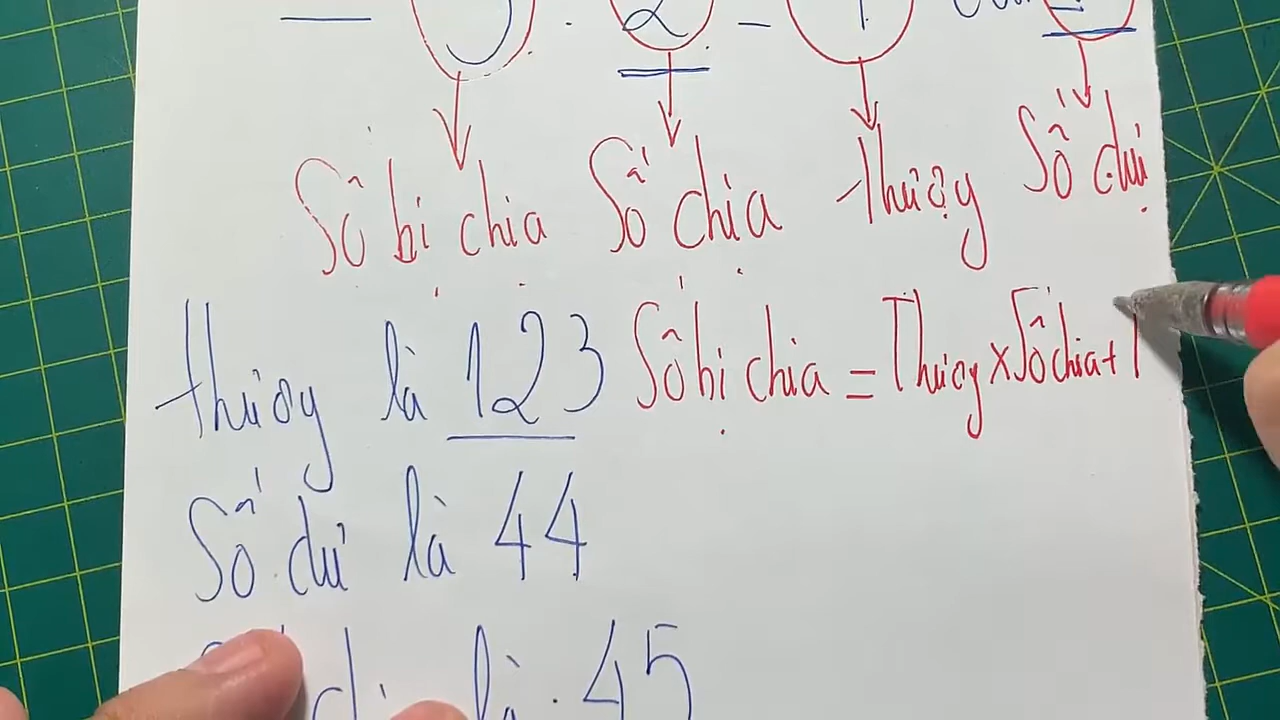 2 = 1
Số bị chia Số chia Thương Số dư
Thương là 123 Số bị chia = Thương x Số chia +
Số dư là 44
là 45